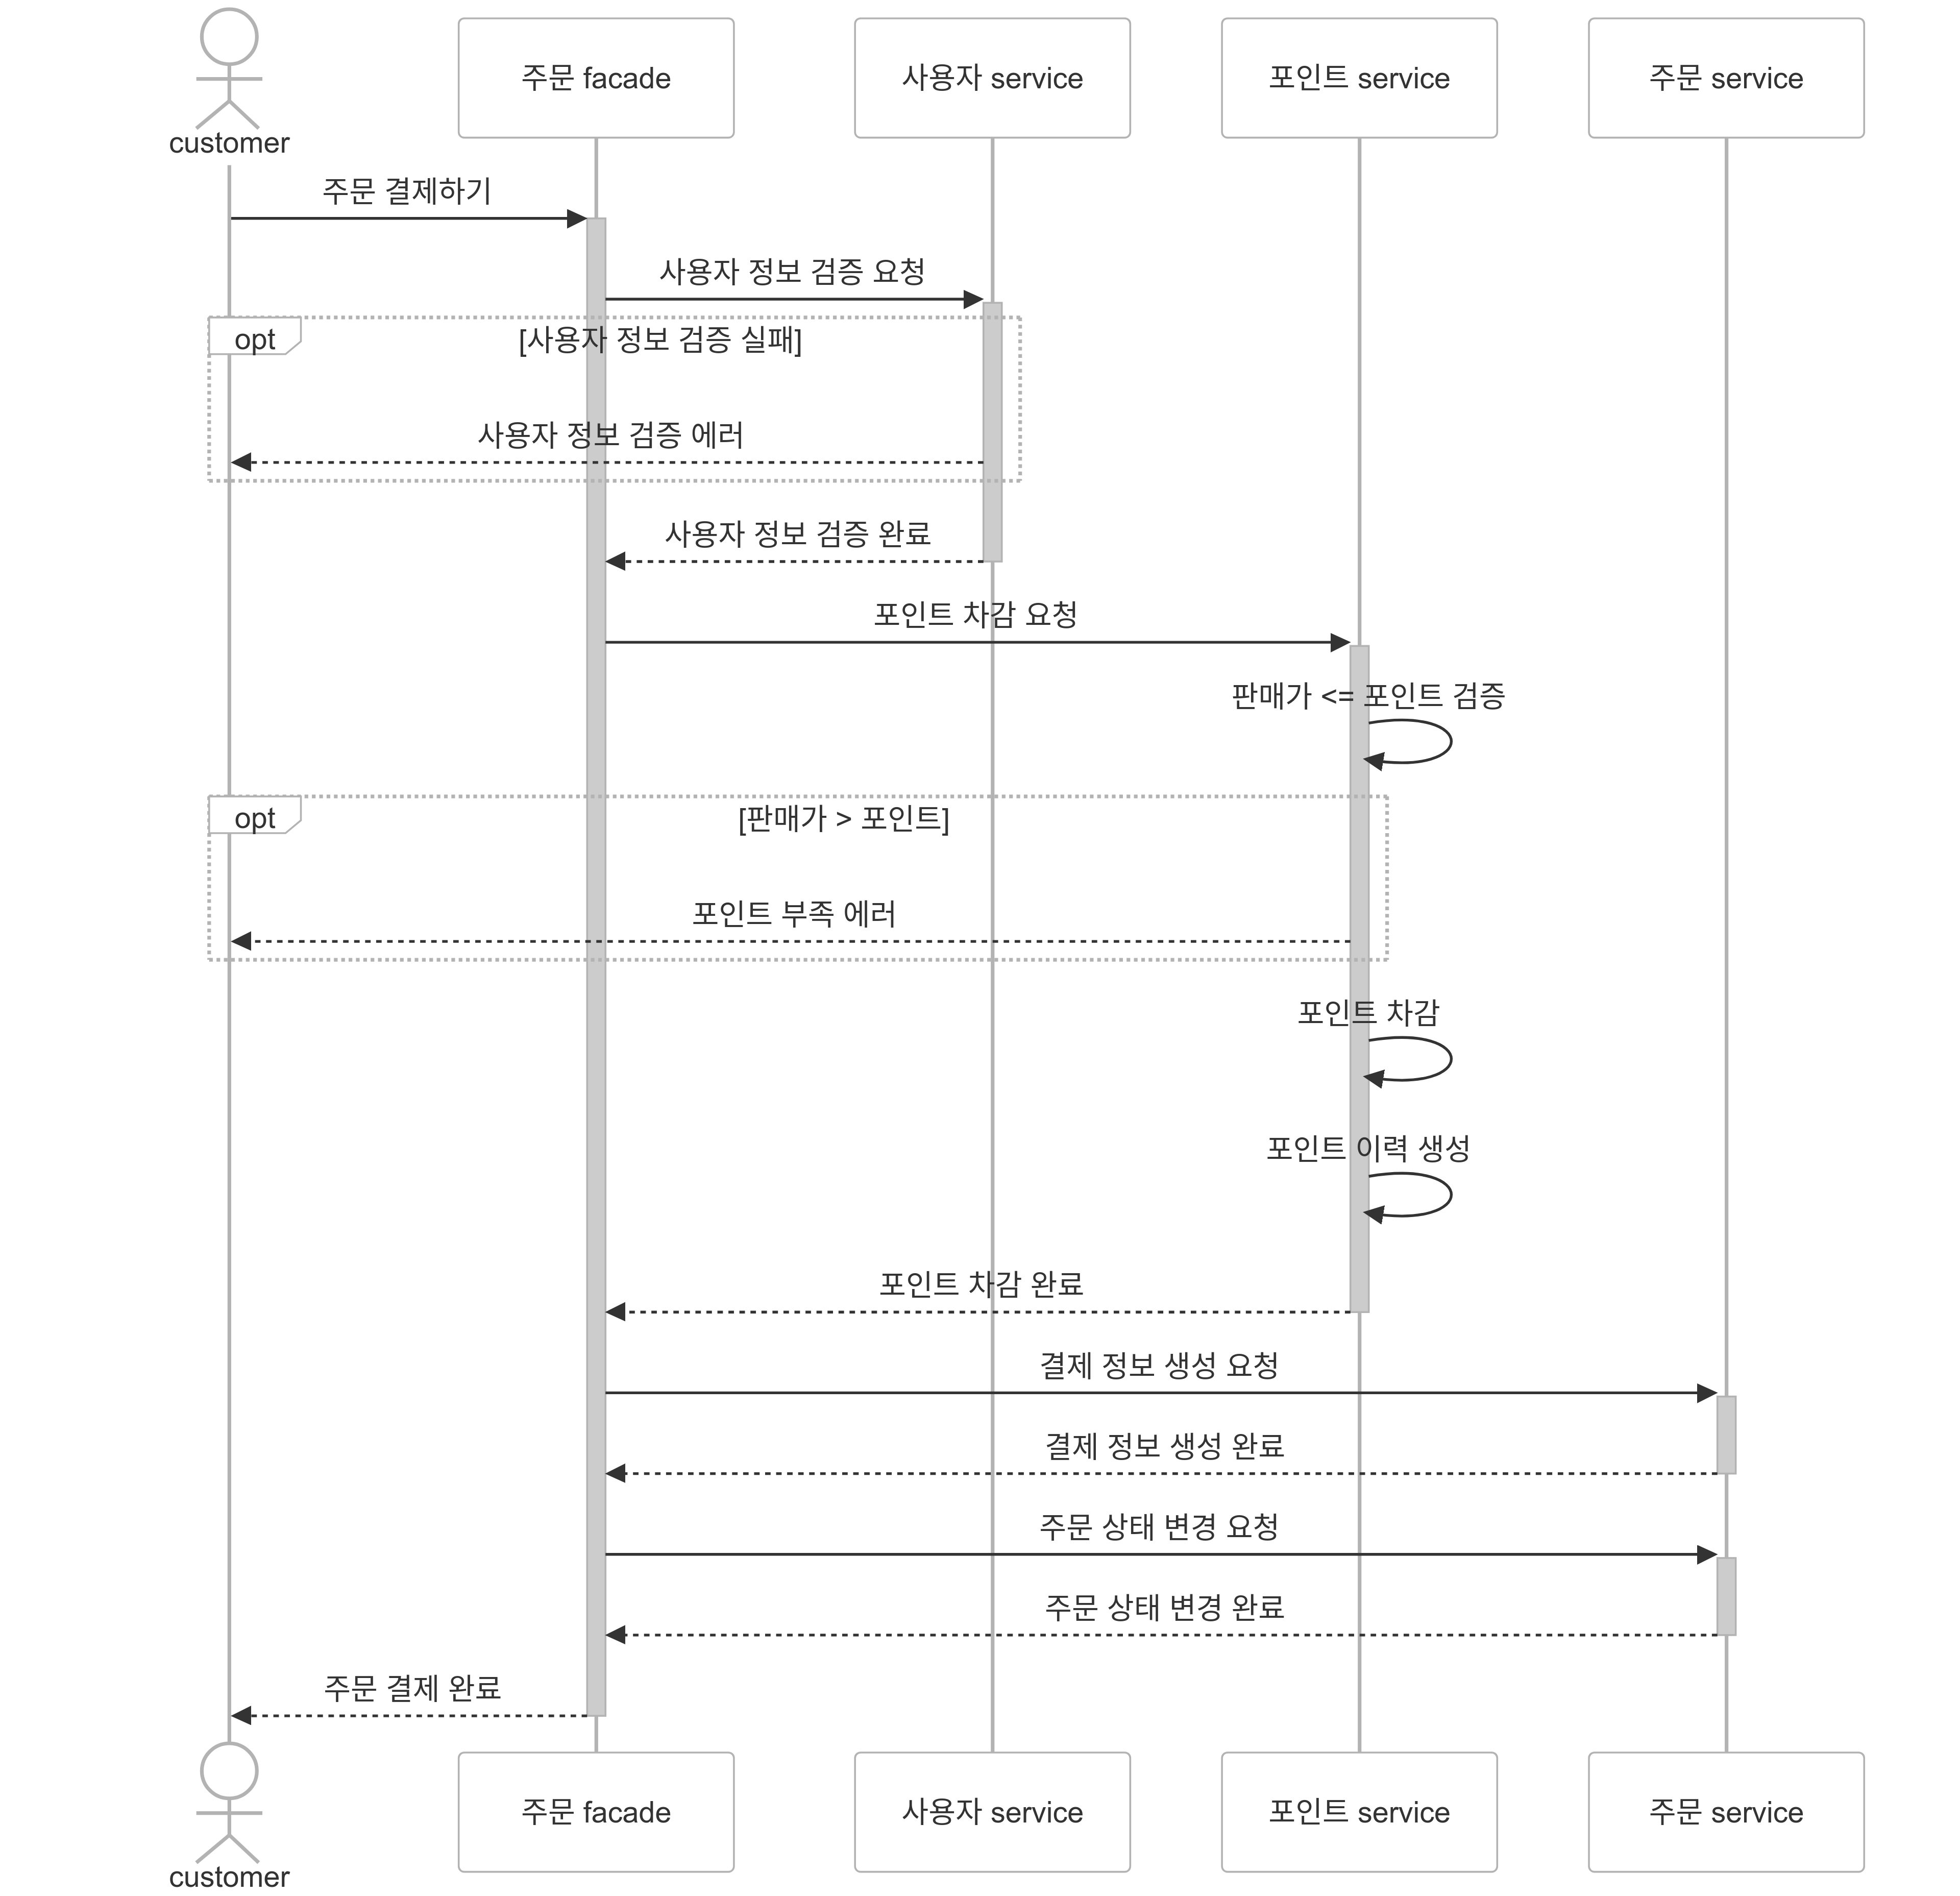 customer
주문 facade
사용자 service
포인트 service
주문 service
주문 결제하기
사용자 정보 검증 요청
opt
[사용자 정보 검증 실패]
사용자 정보 검증 에러
사용자 정보 검증 완료
포인트 차감 요청
판매가 <= 포인트 검증
opt
[판매가 > 포인트]
포인트 부족 에러
포인트 차감
포인트 이력 생성
포인트 차감 완료
결제 정보 생성 요청
결제 정보 생성 완료
주문 상태 변경 요청
주문 상태 변경 완료
주문 결제 완료
customer
주문 facade
사용자 service
포인트 service
주문 service